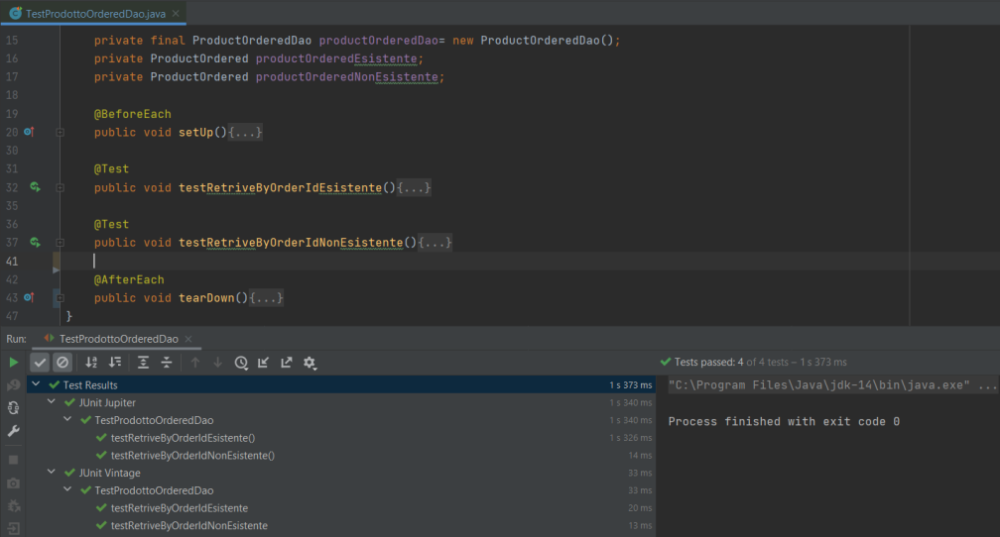 TestProdottoOrderedDao.java
15 private final ProductOrderedDao productOrderedDao= new ProductOrderedDao();
16 private ProductOrdered productOrderedEsistente;
17 private ProductOrdered productOrderedNonEsistente;
18
19 @BeforeEach
20 public void setUp(){...}
30
31 @Test
32 public void testRetriveByOrderIdEsistente(){...}
35
36 @Test
37 public void testRetriveByOrderIdNonEsistente(){...}
41
42 @AfterEach
43 public void tearDown(){...}
47 }
Run: TestProdottoOrderedDao
Tests passed: 4 of 4 tests – 1 s 373 ms
Test Results 1 s 373 ms
JUnit Jupiter 1 s 340 ms
TestProdottoOrderedDao 1 s 340 ms
testRetriveByOrderIdEsistente() 1 s 326 ms
testRetriveByOrderIdNonEsistente() 14 ms
JUnit Vintage 33 ms
TestProdottoOrderedDao 33 ms
testRetriveByOrderIdEsistente 20 ms
testRetriveByOrderIdNonEsistente 13 ms
"C:\Program Files\Java\jdk-14\bin\java.exe" ...
Process finished with exit code 0